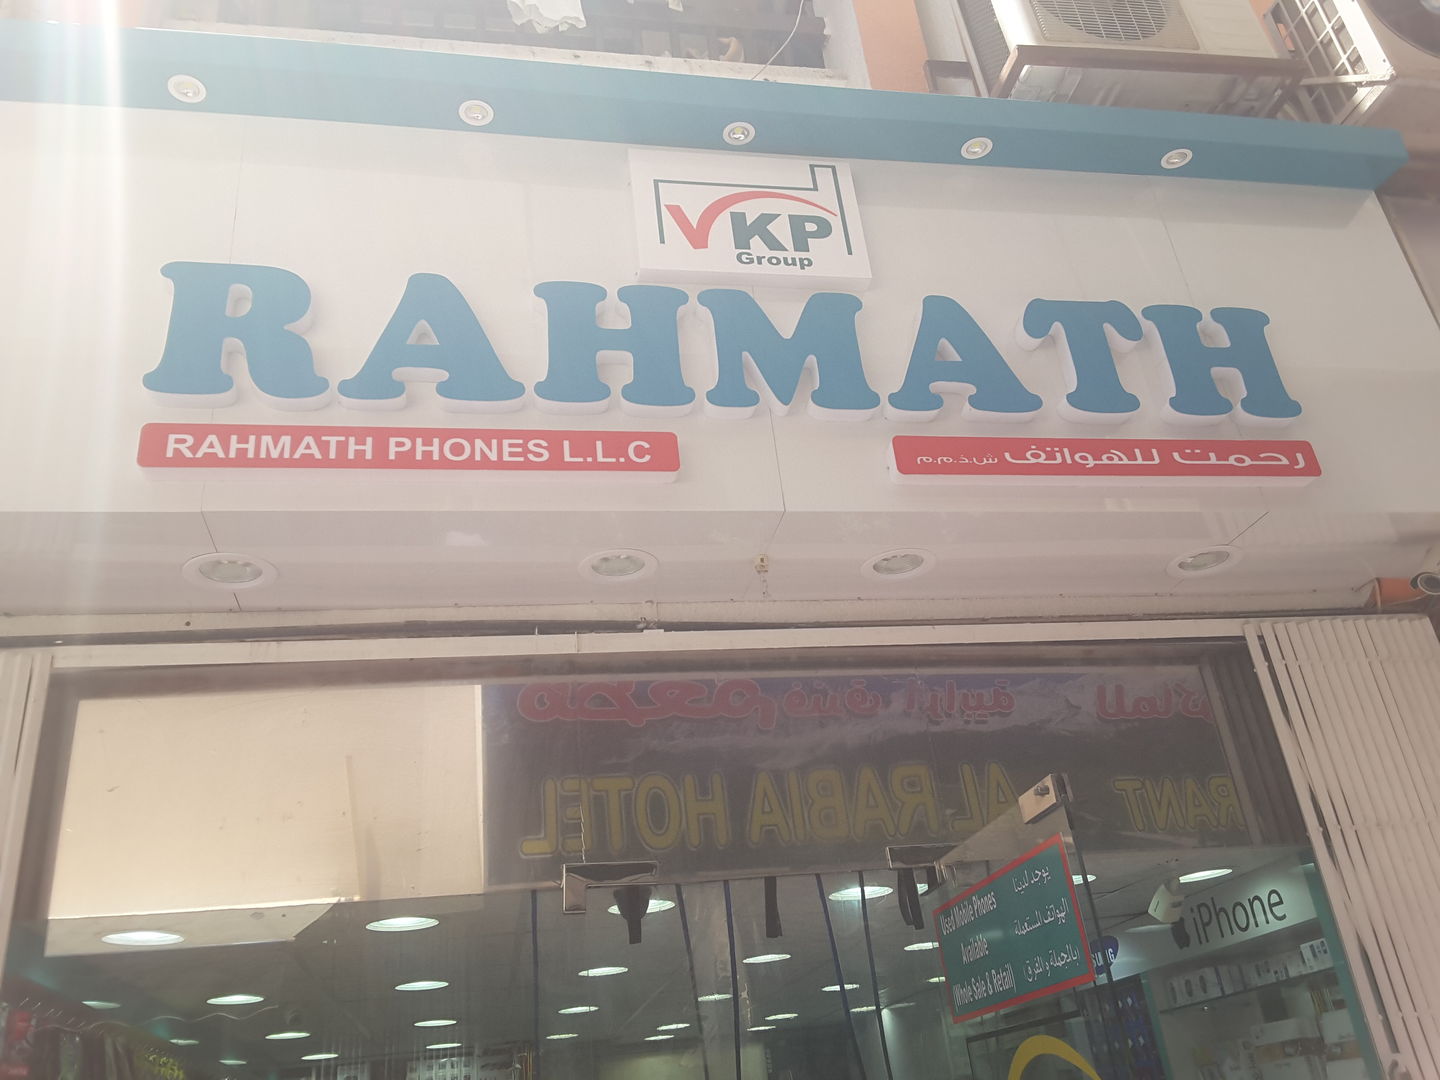 VKP
Group
RAHMATH
RAHMATH PHONES L.L.C
رحمت للهواتف ش.ذ.م.م
AL RABIA HOTEL
RANT
يوجد لدينا
الهواتف المستعملة
(بالجملة والمفرق)
Used Mobile Phones
Available
(Whole Sale & Retail)
iPhone